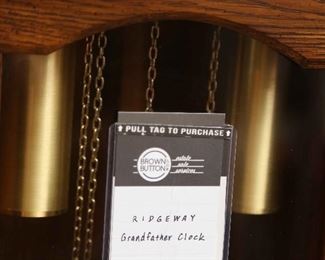 ⬆ PULL TAG TO PURCHASE ⬆
BROWN
BUTTON
estate
sale
services
RIDGEWAY
Grandfather Clock